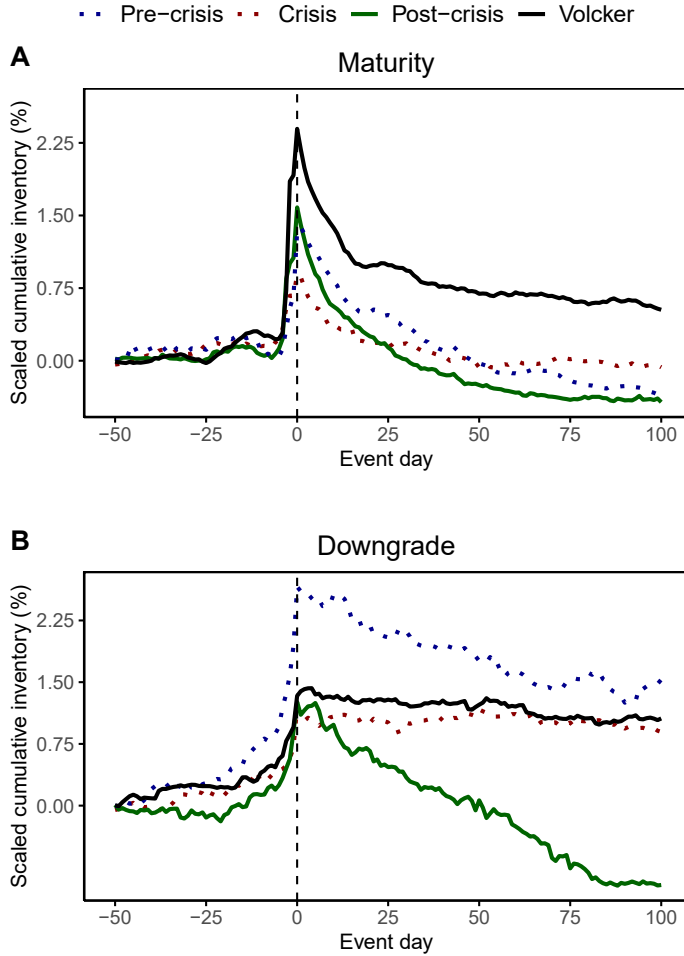 Pre−crisis Crisis Post−crisis Volcker
A
Maturity
Scaled cumulative inventory (%)
2.25
1.50
0.75
0.00
−50 −25 0 25 50 75 100
Event day
B
Downgrade
Scaled cumulative inventory (%)
2.25
1.50
0.75
0.00
−50 −25 0 25 50 75 100
Event day